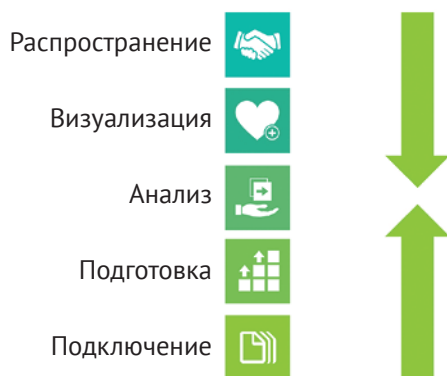 Распространение
Визуализация
Анализ
Подготовка
Подключение